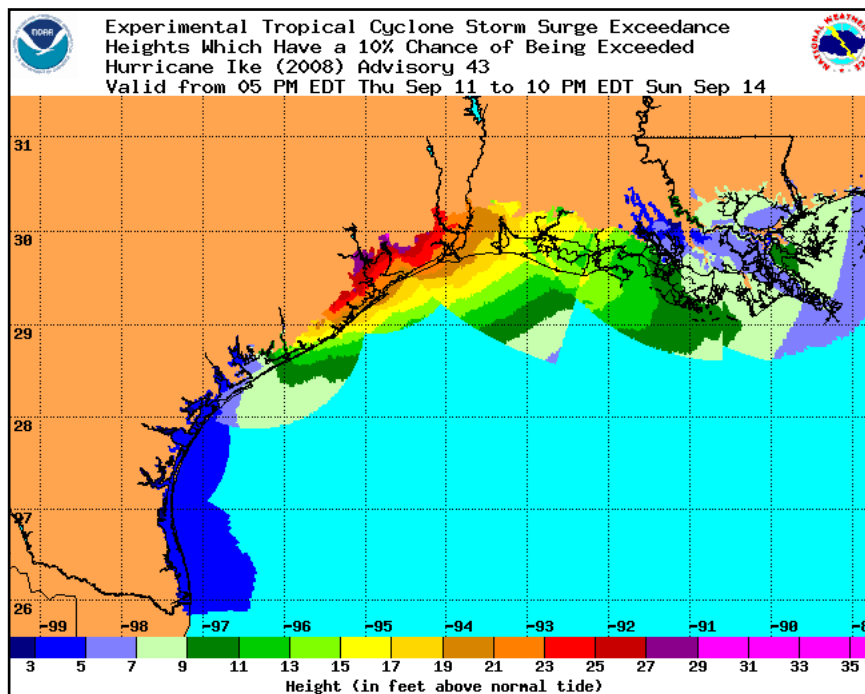 Experimental Tropical Cyclone Storm Surge Exceedance
Heights Which Have a 10% Chance of Being Exceeded
Hurricane Ike (2008) Advisory 43
Valid from 05 PM EDT Thu Sep 11 to 10 PM EDT Sun Sep 14
NOAA
NATIONAL WEATHER
31
30
29
28
27
26
-99 -98 -97 -96 -95 -94 -93 -92 -91 -90
3 5 7 9 11 13 15 17 19 21 23 25 27 29 31 33 35
Height (in feet above normal tide)